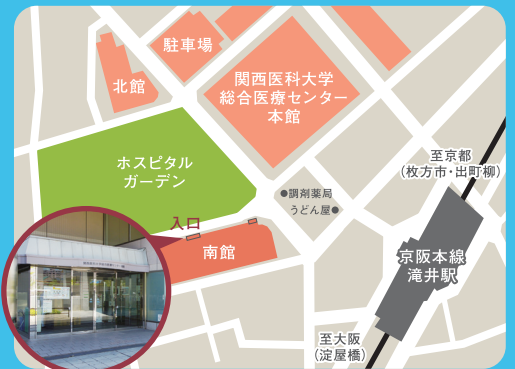 駐車場
北館
関西医科大学
総合医療センター
本館
ホスピタル
ガーデン
至京都
(枚方市・出町柳)
●調剤薬局
うどん屋●
入口
南館
京阪本線
滝井駅
至大阪
(淀屋橋)